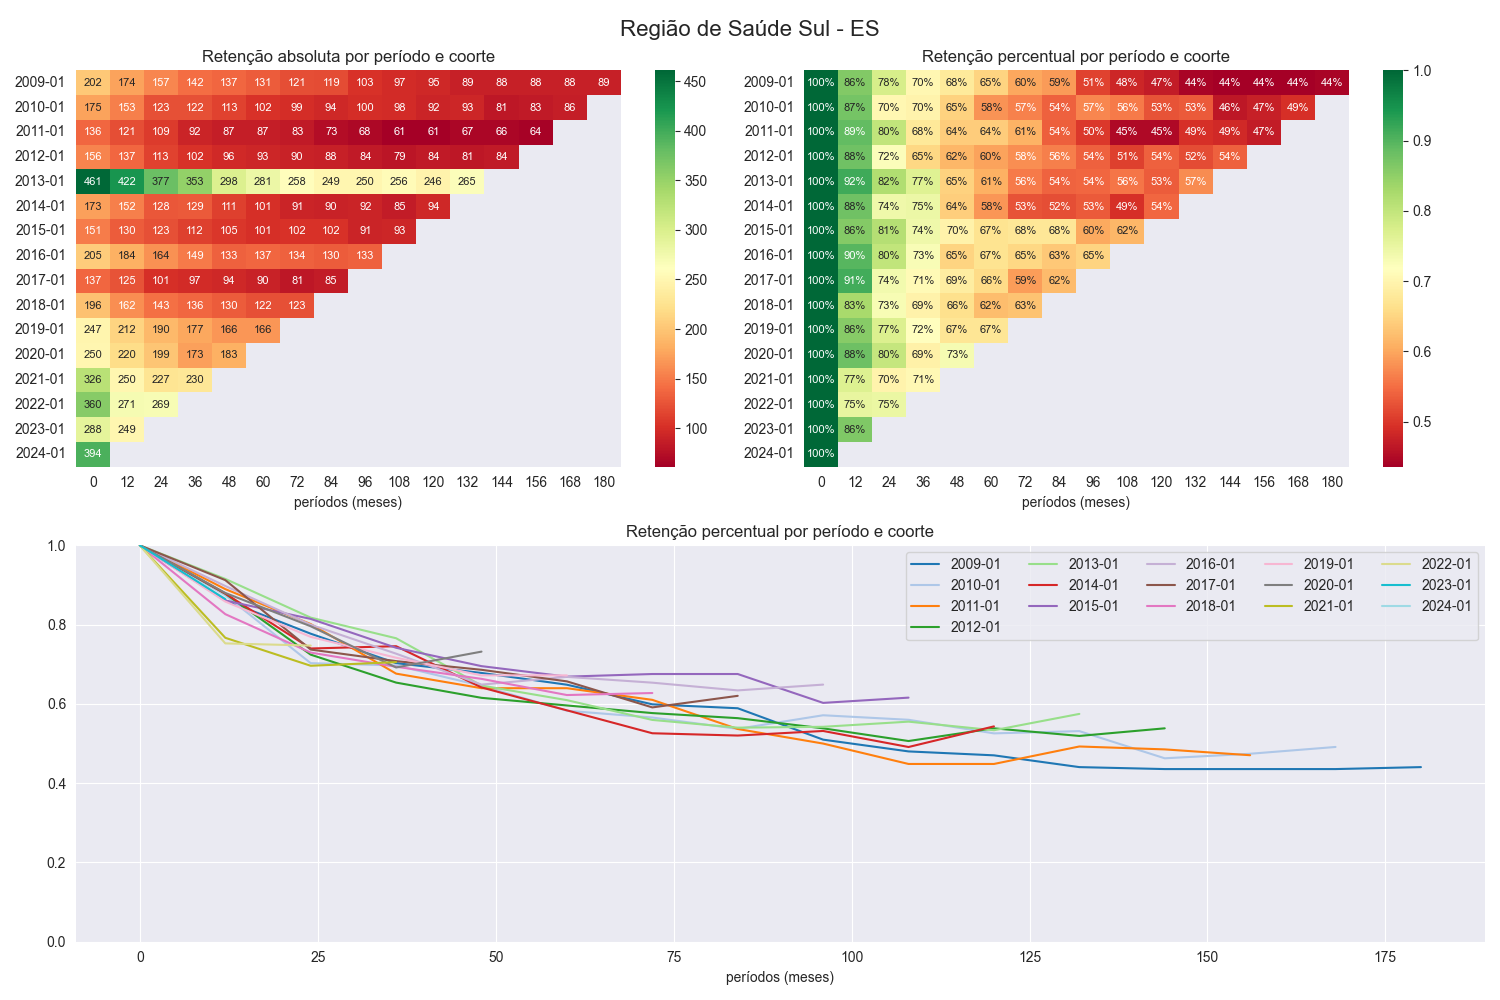 Região de Saúde Sul - ES
Retenção absoluta por período e coorte
2009-01 202 174 157 142 137 131 121 119 103 97 95 89 88 88 88 89
2010-01 175 153 123 122 113 102 99 94 100 98 92 93 81 83 86
2011-01 136 121 109 92 87 87 83 73 68 61 61 67 66 64
2012-01 156 137 113 102 96 93 90 88 84 79 84 81 84
2013-01 461 422 377 353 298 281 258 249 250 256 246 265
2014-01 173 152 128 129 111 101 91 90 92 85 94
2015-01 151 130 123 112 105 101 102 102 91 93
2016-01 205 184 164 149 133 137 134 130 133
2017-01 137 125 101 97 94 90 81 85
2018-01 196 162 143 136 130 122 123
2019-01 247 212 190 177 166 166
2020-01 250 220 199 173 183
2021-01 326 250 227 230
2022-01 360 271 269
2023-01 288 249
2024-01 394
0 12 24 36 48 60 72 84 96 108 120 132 144 156 168 180
períodos (meses)
450
400
350
300
250
200
150
100
Retenção percentual por período e coorte
2009-01 100% 86% 78% 70% 68% 65% 60% 59% 51% 48% 47% 44% 44% 44% 44% 44%
2010-01 100% 87% 70% 70% 65% 58% 57% 54% 57% 56% 53% 53% 46% 47% 49%
2011-01 100% 89% 80% 68% 64% 64% 61% 54% 50% 45% 45% 49% 49% 47%
2012-01 100% 88% 72% 65% 62% 60% 58% 56% 54% 51% 54% 52% 54%
2013-01 100% 92% 82% 77% 65% 61% 56% 54% 54% 56% 53% 57%
2014-01 100% 88% 74% 75% 64% 58% 53% 52% 53% 49% 54%
2015-01 100% 86% 81% 74% 70% 67% 68% 68% 60% 62%
2016-01 100% 90% 80% 73% 65% 67% 65% 63% 65%
2017-01 100% 91% 74% 71% 69% 66% 59% 62%
2018-01 100% 83% 73% 69% 66% 62% 63%
2019-01 100% 86% 77% 72% 67% 67%
2020-01 100% 88% 80% 69% 73%
2021-01 100% 77% 70% 71%
2022-01 100% 75% 75%
2023-01 100% 86%
2024-01 100%
0 12 24 36 48 60 72 84 96 108 120 132 144 156 168 180
períodos (meses)
1.0
0.9
0.8
0.7
0.6
0.5
Retenção percentual por período e coorte
1.0
0.8
0.6
0.4
0.2
0.0
2009-01 2013-01 2016-01 2019-01 2022-01
2010-01 2014-01 2017-01 2020-01 2023-01
2011-01 2015-01 2018-01 2021-01 2024-01
2012-01
0 25 50 75 100 125 150 175
períodos (meses)